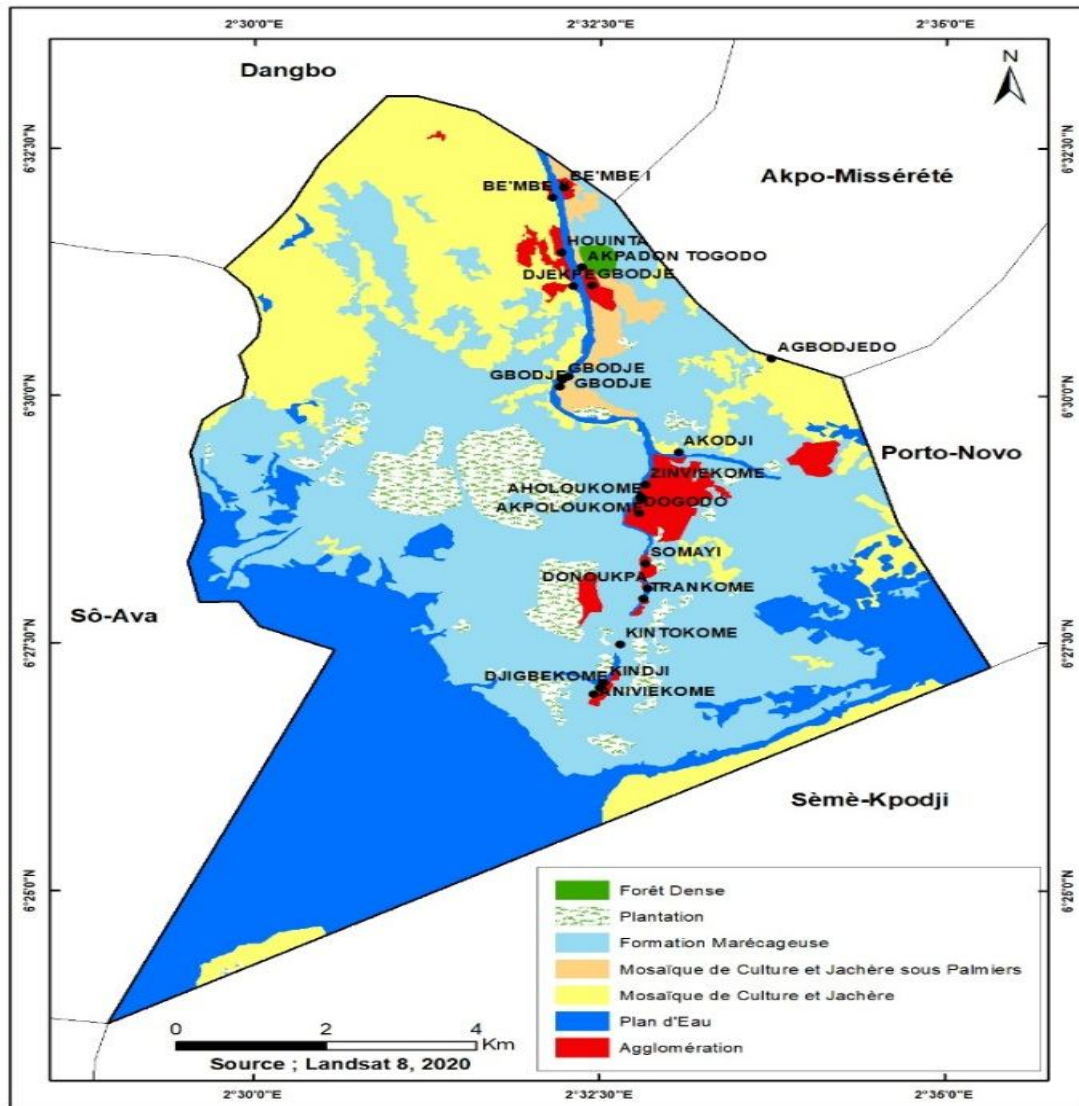 2°30'0"E 2°32'30"E 2°35'0"E
Dangbo
N
6°32'30"N 6°32'30"N
Akpo-Missérété
BE'MBE I
BE'MBE
HOUINTA
AKPADON TOGODO
DJEKPEGBODJE
AGBODJEDO
GBODJE
GBODJE
GBODJE
6°30'0"N 6°30'0"N
AKODJI
Porto-Novo
ZINVIEKOME
AHOLOUKOME
DOGODO
AKPOLOUKOME
SOMAYI
DONOUKPA
TRANKOME
Sô-Ava
KINTOKOME
6°27'30"N 6°27'30"N
KINDJI
DJIGBEKOME
ANIVIEKOME
Sèmè-Kpodji
6°25'0"N 6°25'0"N
Forêt Dense
Plantation
Formation Marécageuse
Mosaïque de Culture et Jachère sous Palmiers
Mosaïque de Culture et Jachère
Plan d'Eau
Agglomération
0 2 4
Km
Source ; Landsat 8, 2020
2°30'0"E 2°32'30"E 2°35'0"E